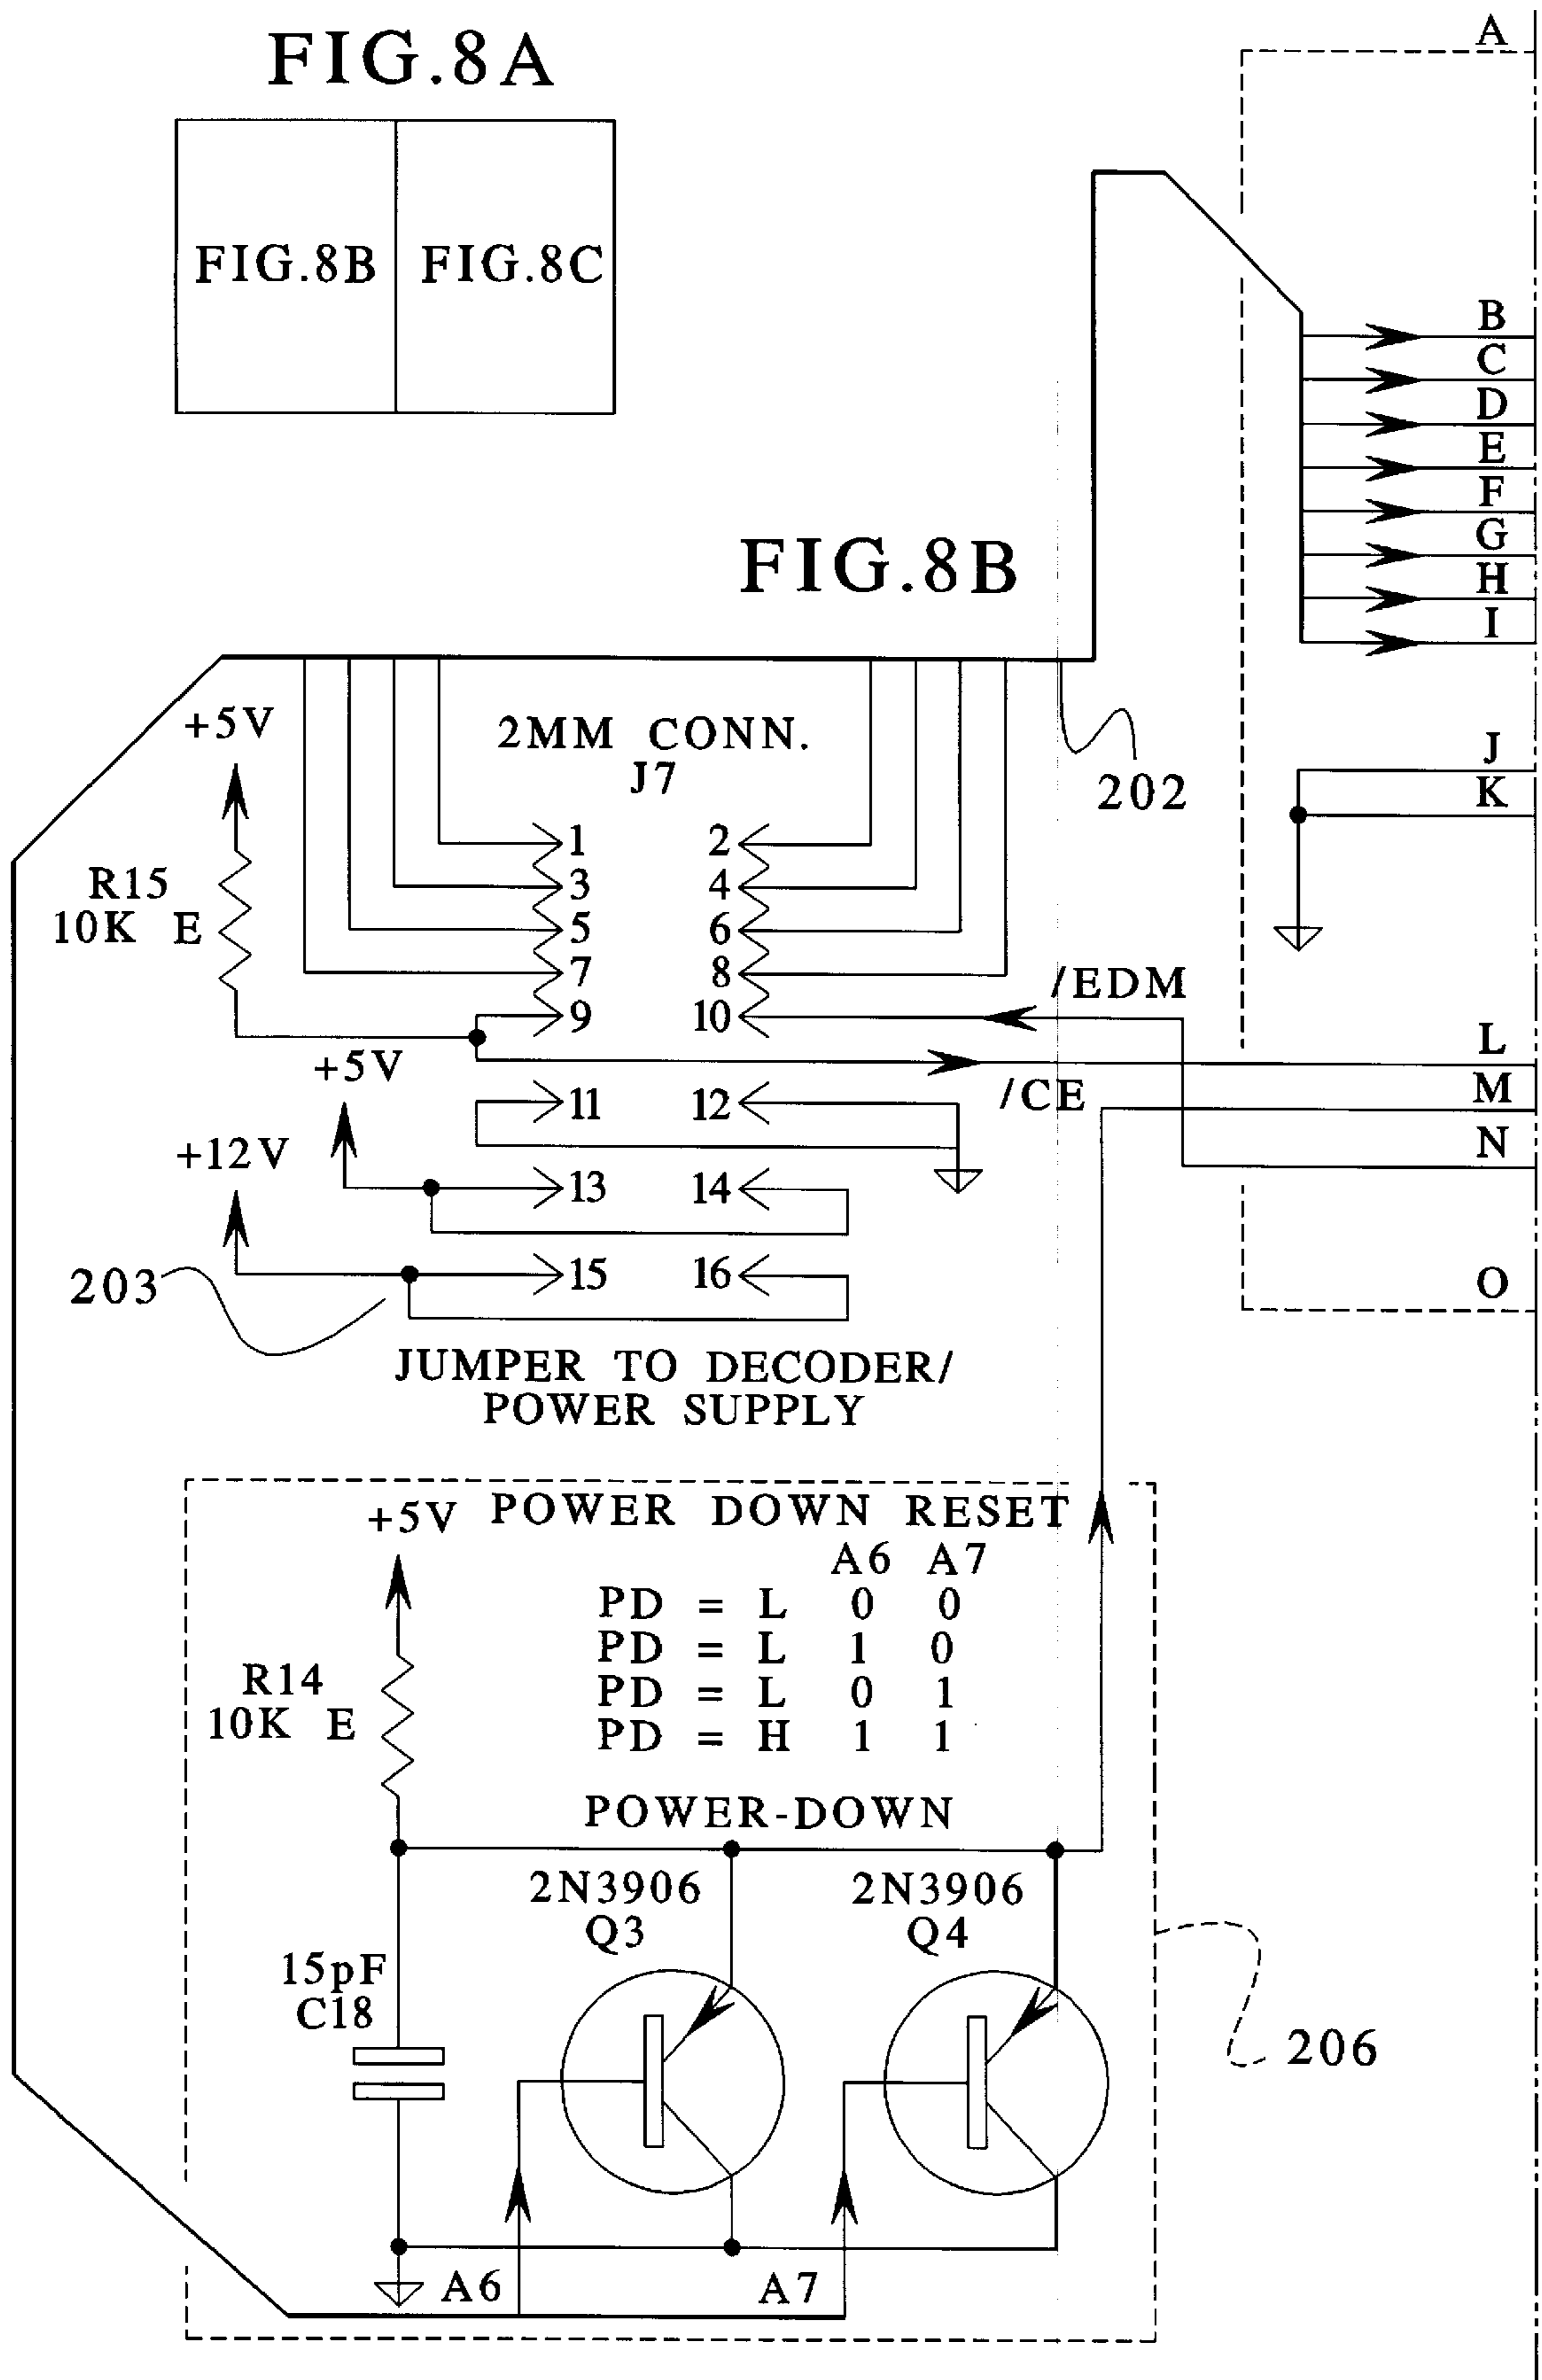 FIG.8A
A
FIG.8B FIG.8C
B
C
D
E
F
G
H
I
FIG.8B
+5V
2MM CONN.
J7
202
J
K
R15
10K E
1 2
3 4
5 6
7 8
9 10
/EDM
+5V
/CE
L
M
N
O
11 12
+12V
13 14
15 16
203
JUMPER TO DECODER/
POWER SUPPLY
+5V
POWER DOWN RESET
A6 A7
PD = L 0 0
PD = L 1 0
PD = L 0 1
PD = H 1 1
R14
10K E
POWER-DOWN
2N3906
Q3
2N3906
Q4
15pF
C18
206
A6
A7